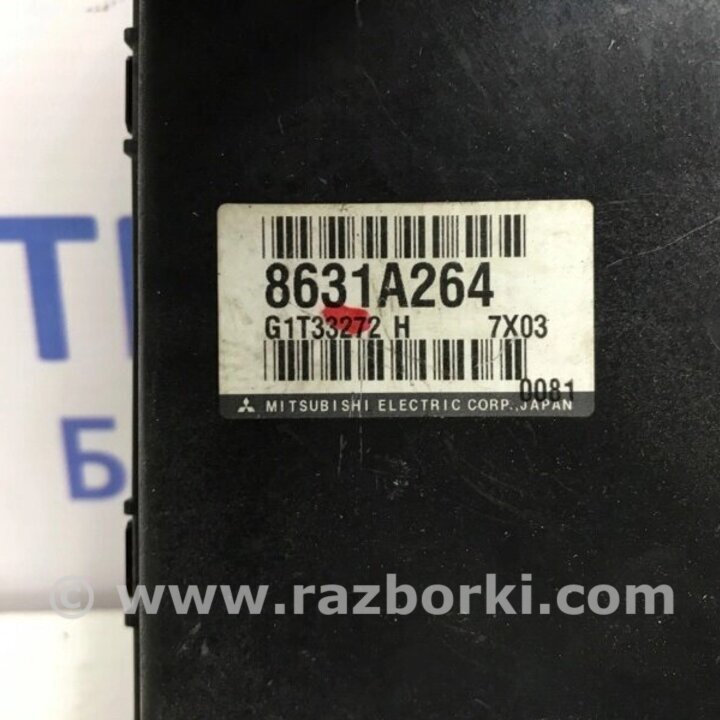 8631A264
G1T33272 H 7X03
0081
MITSUBISHI ELECTRIC CORP., JAPAN
© www.razborki.com